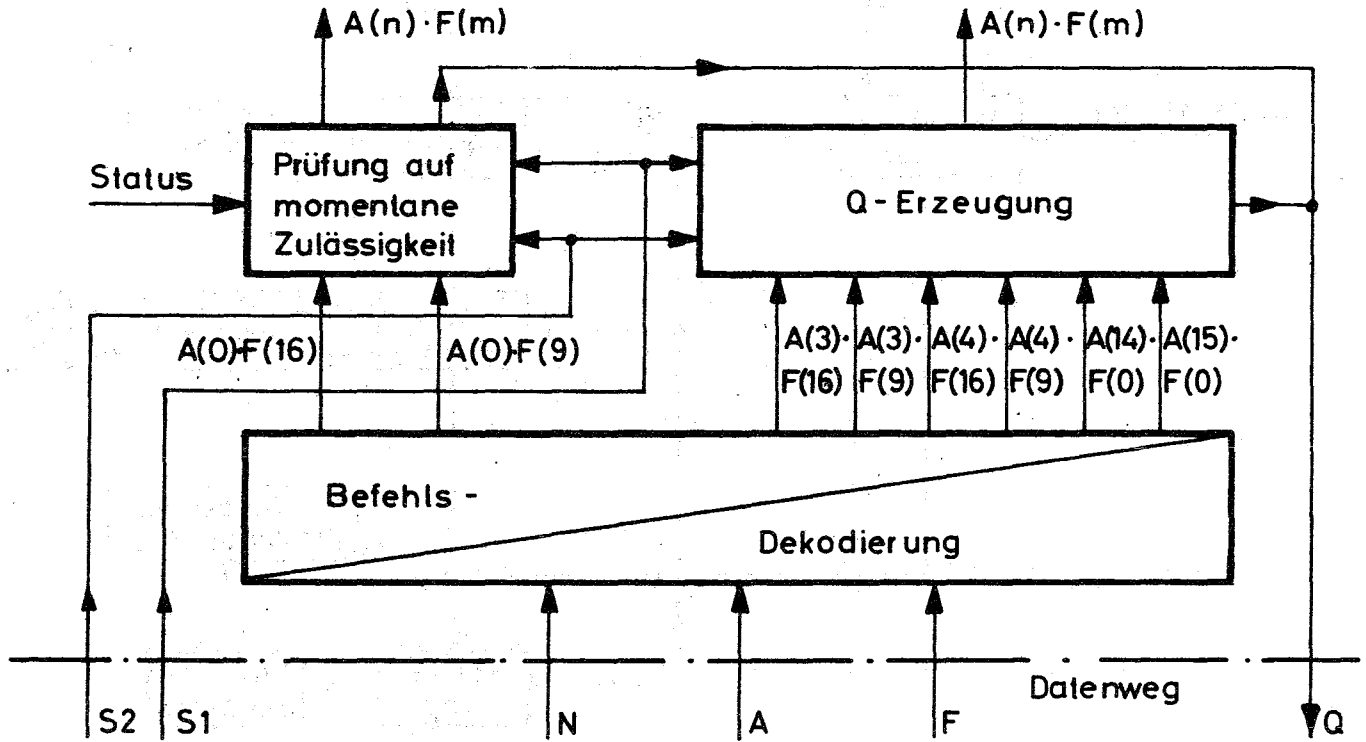 A(n)·F(m)
A(n)·F(m)
Status
Prüfung auf
momentane
Zulässigkeit
Q-Erzeugung
A(0)·F(16)
A(0)·F(9)
A(3)· A(3)· A(4)· A(4)· A(14)· A(15)·
F(16) F(9) F(16) F(9) F(0) F(0)
Befehls-
Dekodierung
Datenweg
S2 S1 N A F Q